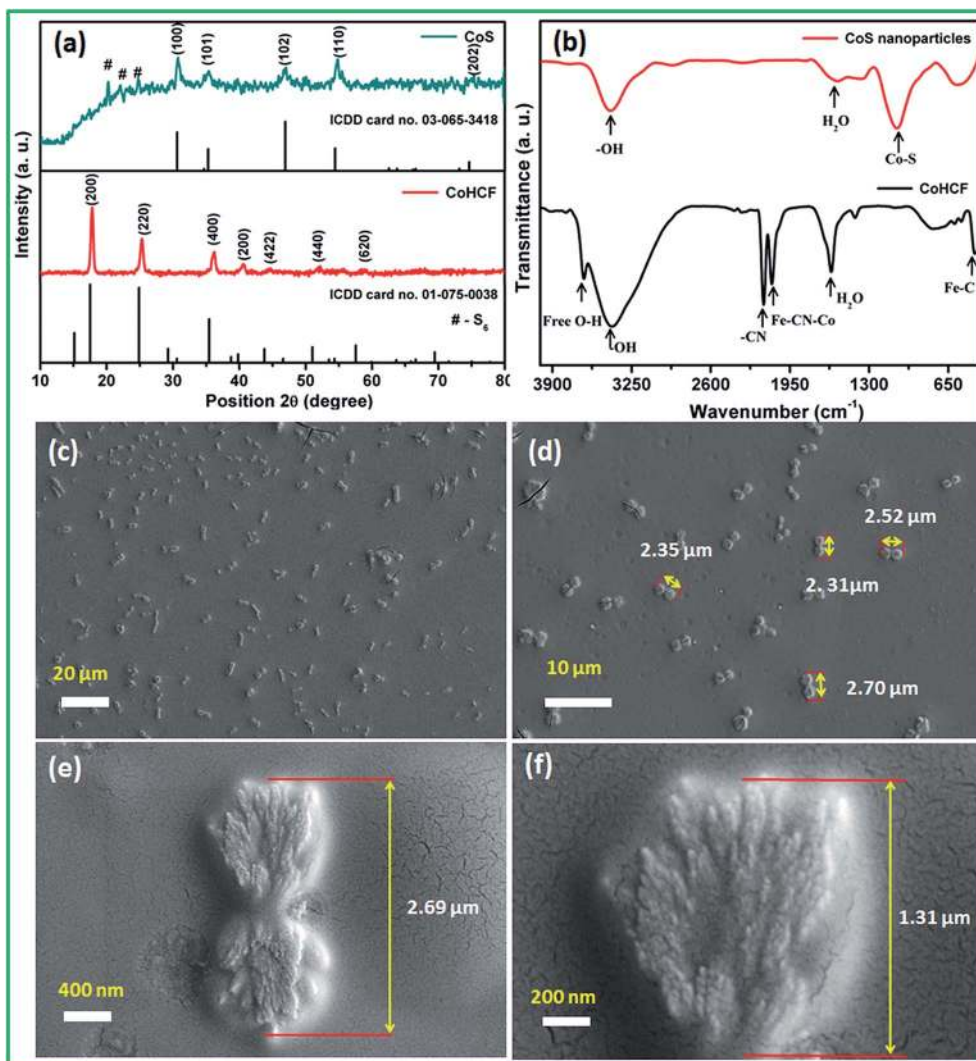 (a)
CoS
# # #
(100)
(101)
(102)
(110)
(202)
ICDD card no. 03-065-3418
CoHCF
(200)
(220)
(400)
(200)
(422)
(440)
(620)
ICDD card no. 01-075-0038
# - S₆
Intensity (a. u.)
10 20 30 40 50 60 70 80
Position 2θ (degree)
(b)
CoS nanoparticles
-OH
H₂O
Co-S
CoHCF
Free O-H
-OH
-CN
Fe-CN-Co
H₂O
Fe-C
Transmittance (a. u.)
3900 3250 2600 1950 1300 650
Wavenumber (cm⁻¹)
(c)
20 µm
(d)
2.52 µm
2.35 µm
2. 31µm
10 µm
2.70 µm
(e)
2.69 µm
400 nm
(f)
1.31 µm
200 nm